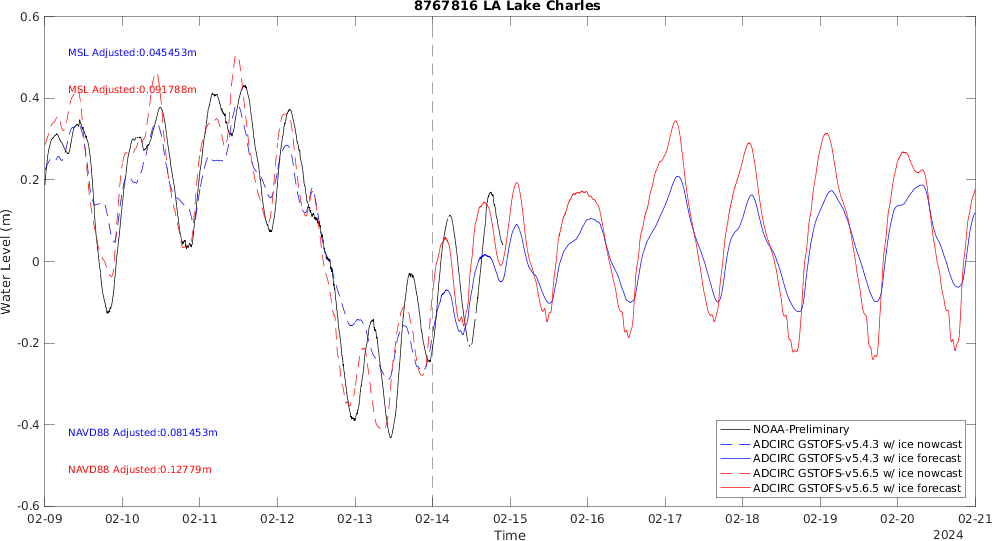 8767816 LA Lake Charles
Water Level (m)
0.6
0.4
0.2
0
-0.2
-0.4
-0.6
MSL Adjusted:0.045453m
MSL Adjusted:0.091788m
NAVD88 Adjusted:0.081453m
NAVD88 Adjusted:0.12779m
NOAA-Preliminary
ADCIRC GSTOFS-v5.4.3 w/ ice nowcast
ADCIRC GSTOFS-v5.4.3 w/ ice forecast
ADCIRC GSTOFS-v5.6.5 w/ ice nowcast
ADCIRC GSTOFS-v5.6.5 w/ ice forecast
02-09 02-10 02-11 02-12 02-13 02-14 02-15 02-16 02-17 02-18 02-19 02-20 02-21
Time
2024